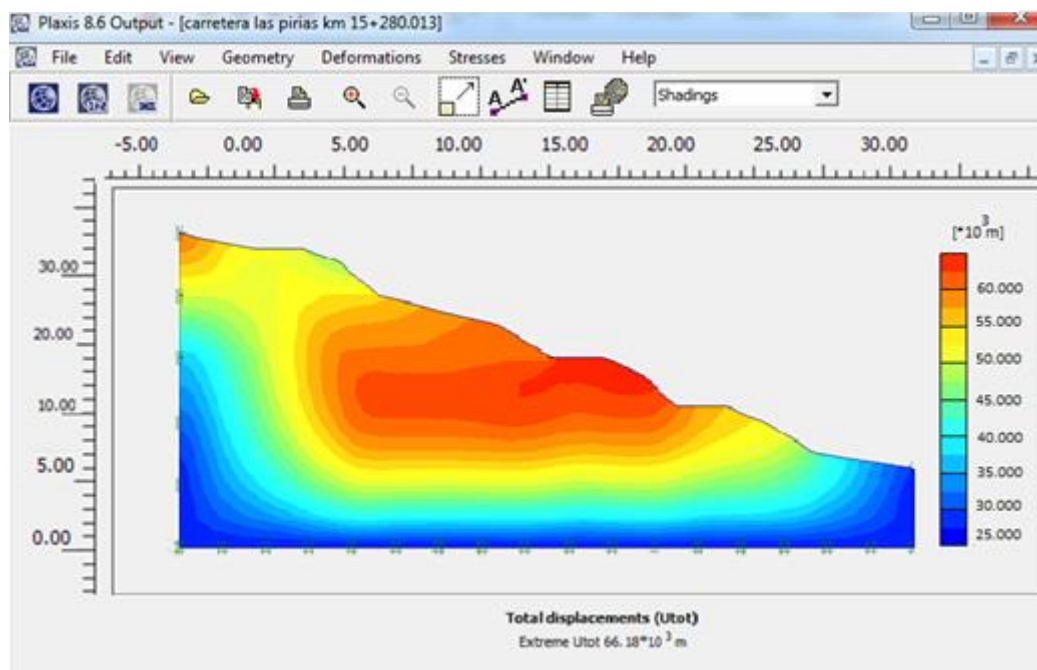 Plaxis 8.6 Output - [carretera las pirias km 15+280.013]
File Edit View Geometry Deformations Stresses Window Help
Shadings
-5.00 0.00 5.00 10.00 15.00 20.00 25.00 30.00
[*10 3 m]
30.00
20.00
10.00
5.00
0.00
60.000
55.000
50.000
45.000
40.000
35.000
30.000
25.000
Total displacements (Utot)
Extreme Utot 66.18*10 3 m